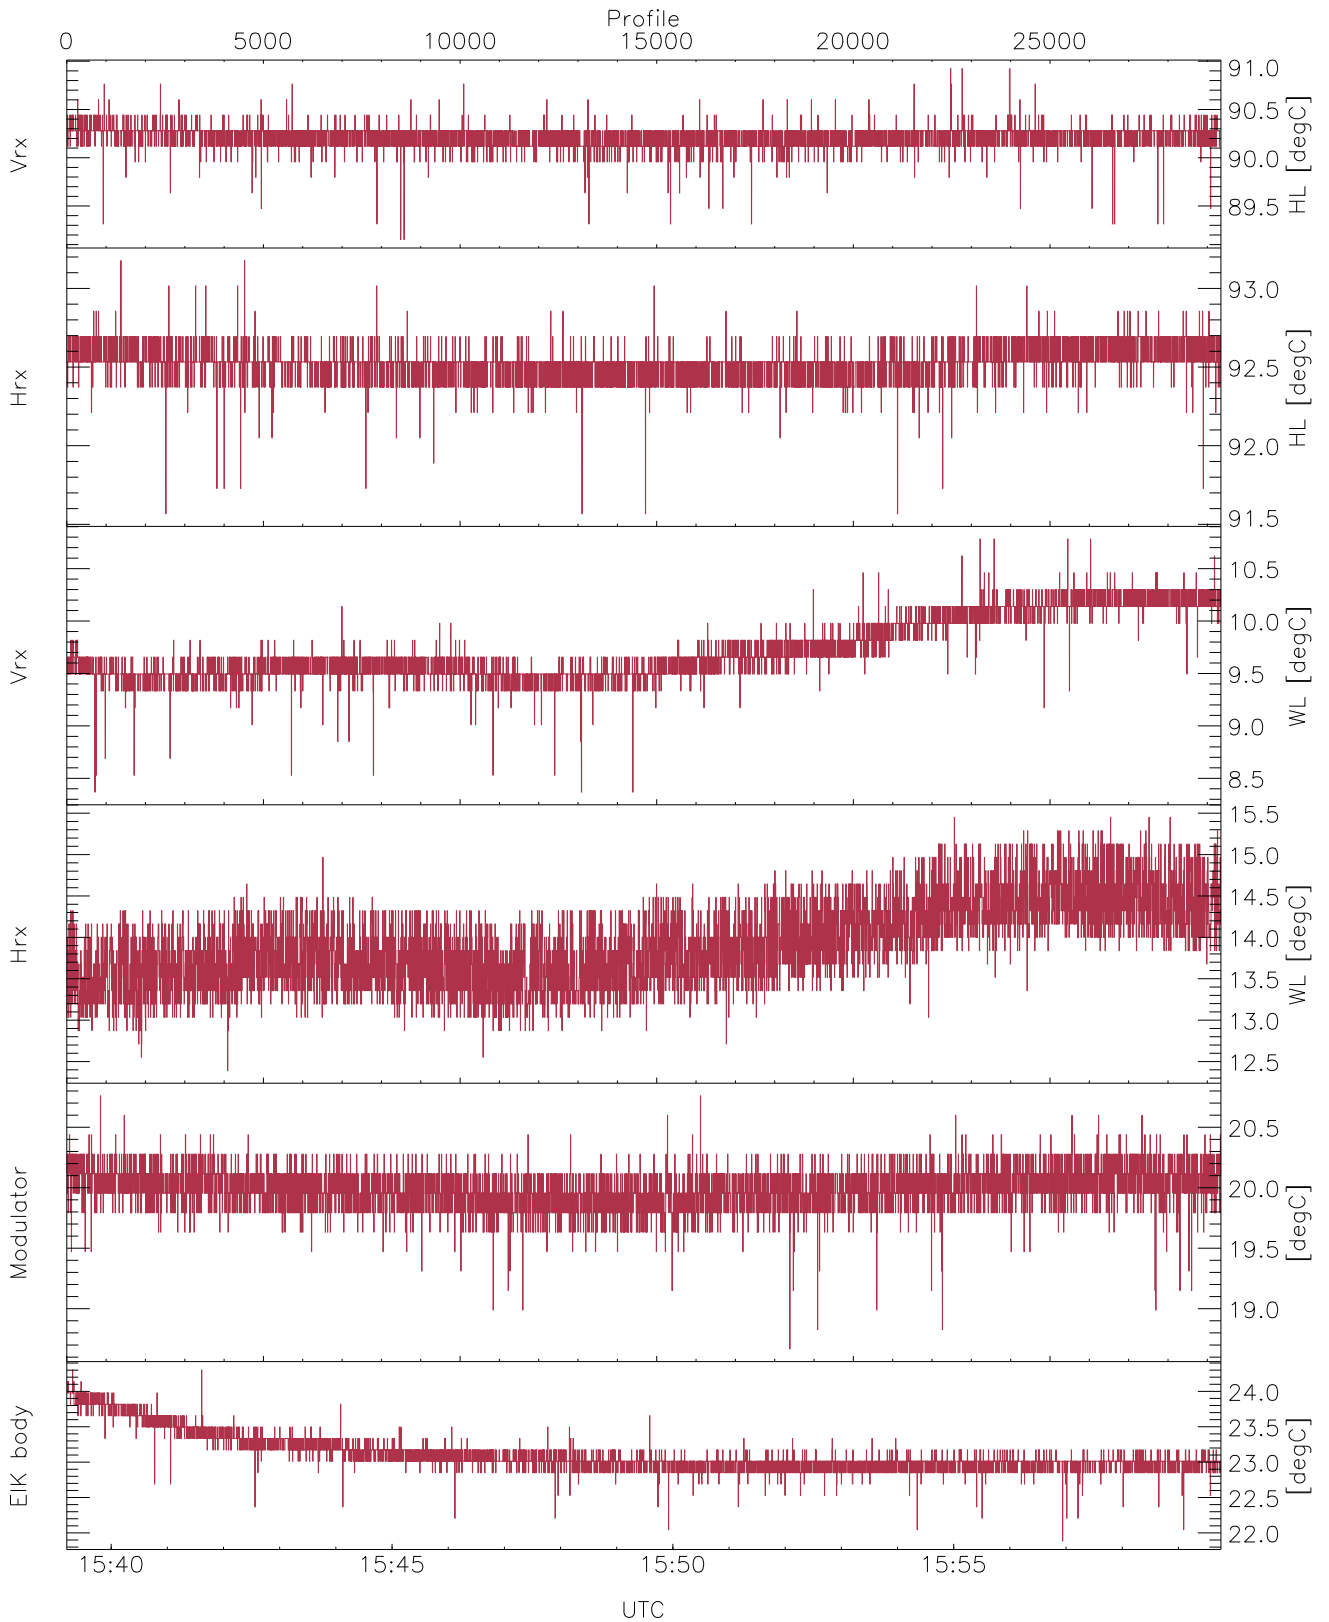 Profile
0 5000 10000 15000 20000 25000
Vrx
91.0
90.5
90.0
89.5
HL [degC]
Hrx
93.0
92.5
92.0
91.5
HL [degC]
Vrx
10.5
10.0
9.5
9.0
8.5
WL [degC]
Hrx
15.5
15.0
14.5
14.0
13.5
13.0
12.5
WL [degC]
Modulator
20.5
20.0
19.5
19.0
[degC]
EIK body
24.0
23.5
23.0
22.5
22.0
[degC]
15:40 15:45 15:50 15:55
UTC